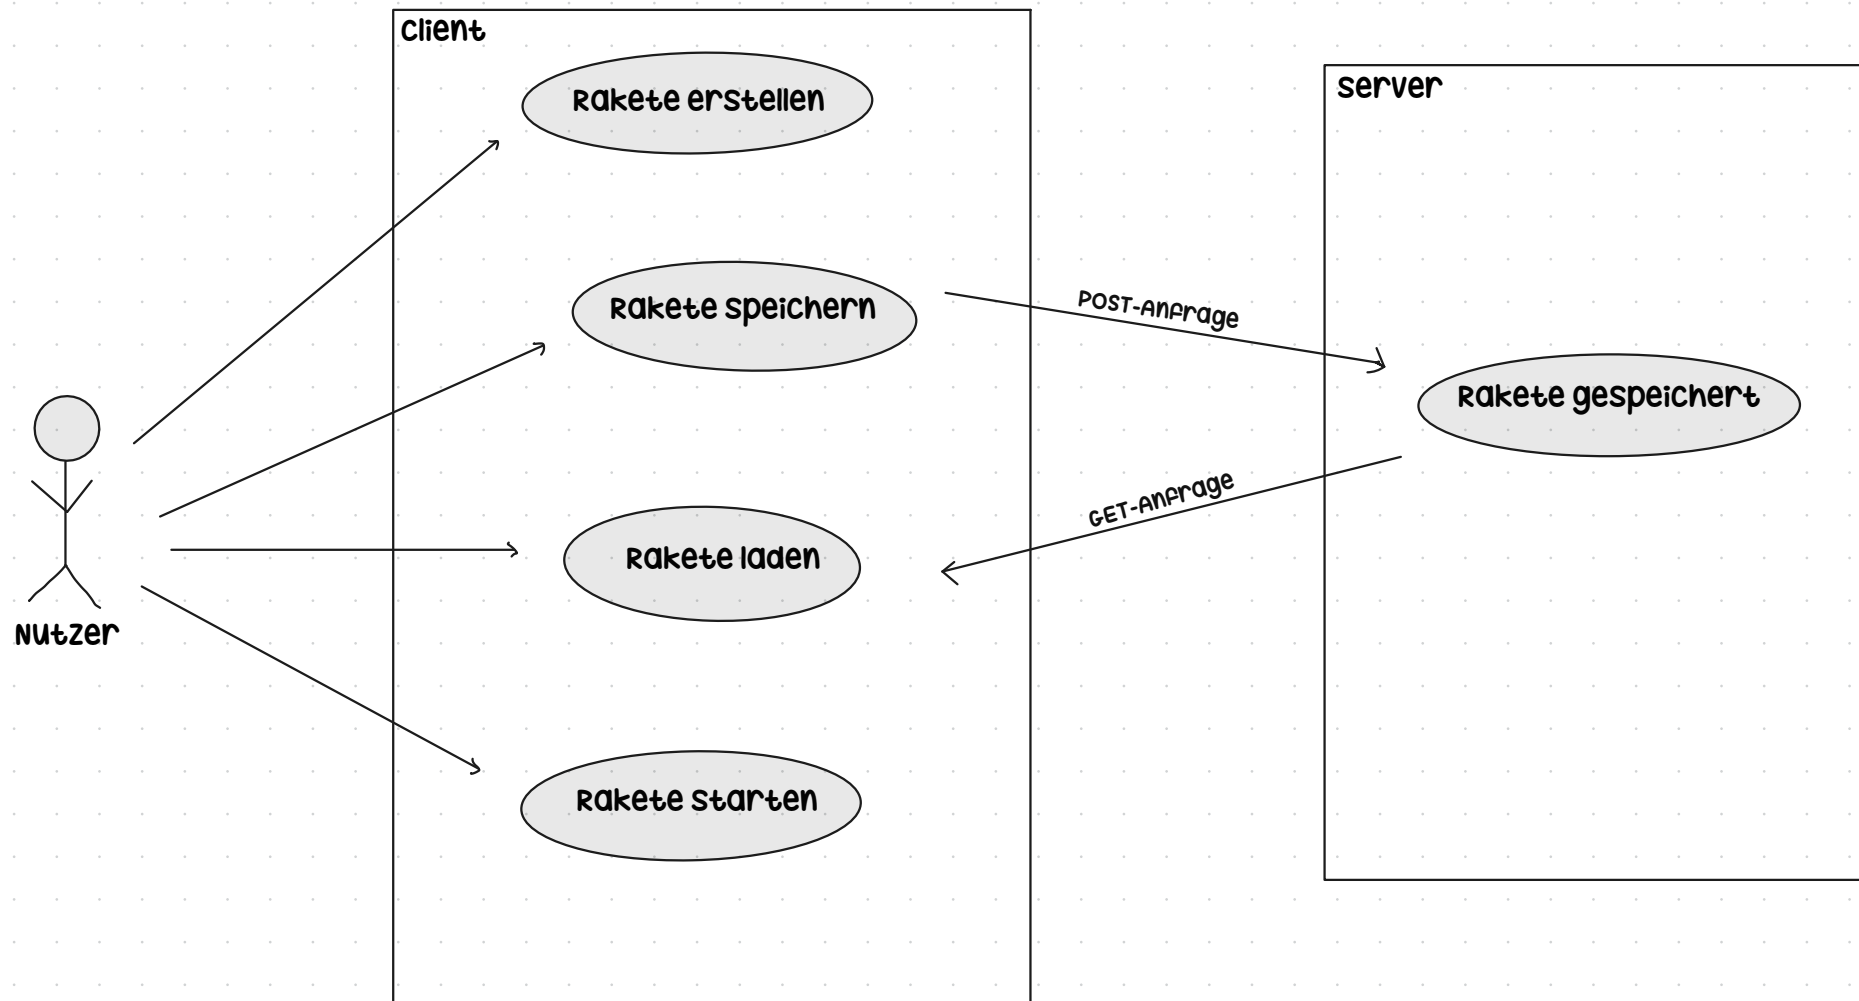 Client
Rakete erstellen
Server
Rakete speichern
POST-Anfrage
Rakete gespeichert
GET-Anfrage
Rakete laden
Nutzer
Rakete starten